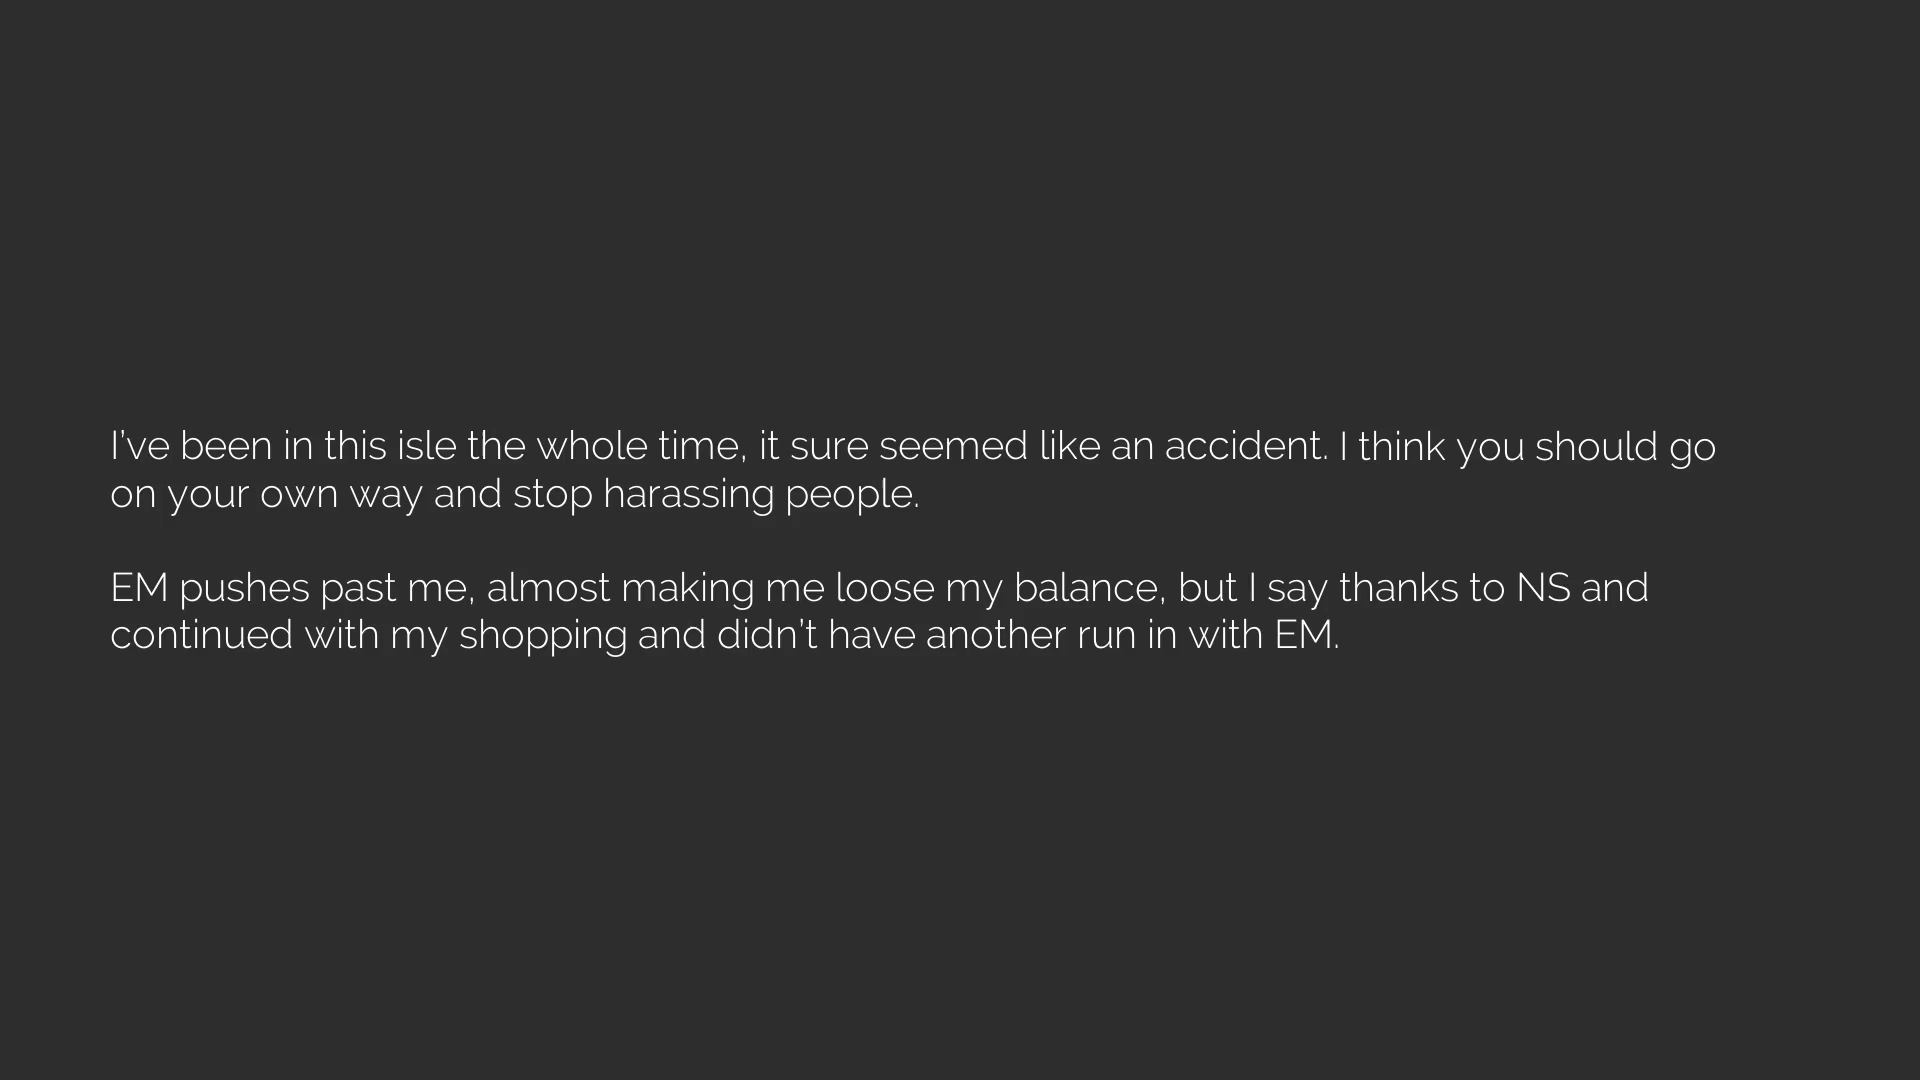 I’ve been in this isle the whole time, it sure seemed like an accident. I think you should go
on your own way and stop harassing people.
EM pushes past me, almost making me loose my balance, but I say thanks to NS and
continued with my shopping and didn’t have another run in with EM.